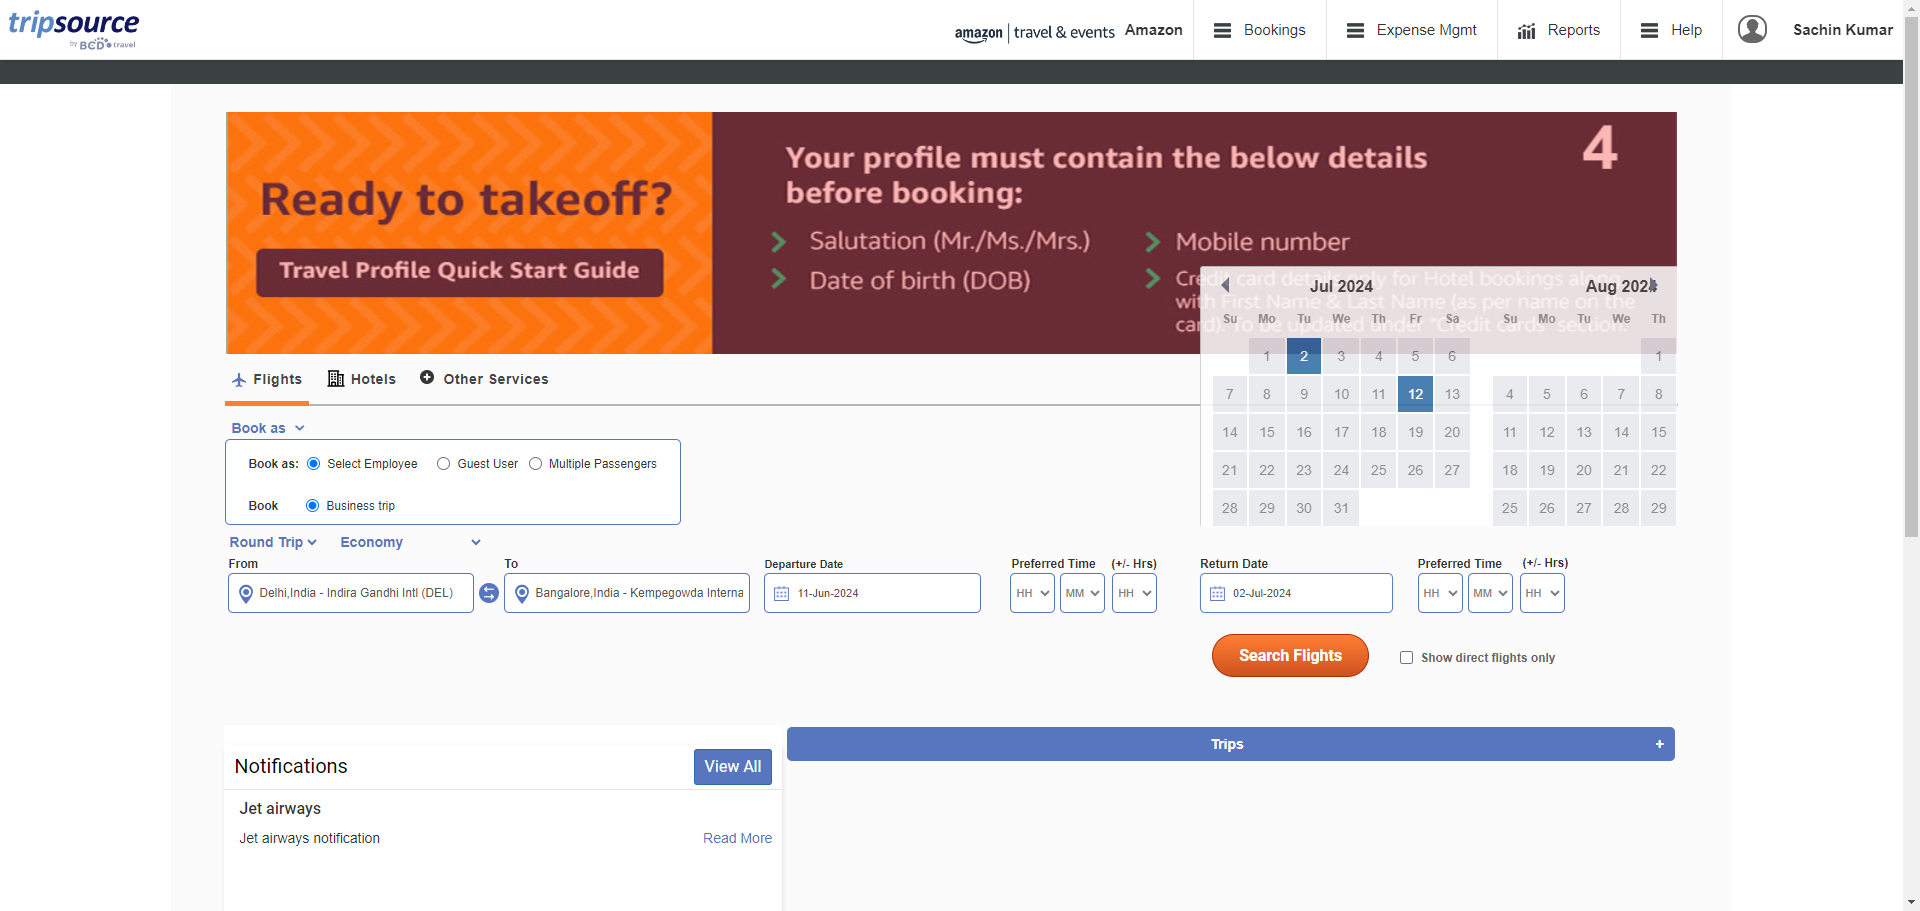 tripsource
by BCD travel
amazon | travel & events
Amazon
Bookings
Expense Mgmt
Reports
Help
Sachin Kumar
Ready to takeoff?
Travel Profile Quick Start Guide
Your profile must contain the below details
before booking:
4
Salutation (Mr./Ms./Mrs.)
Mobile number
Date of birth (DOB)
Credit card details only for Hotel bookings along
with First Name & Last Name (as per name on the
card). To be updated under "Credit cards" section.
Jul 2024
Aug 2024
Su Mo Tu We Th Fr Sa
Su Mo Tu We Th
1 2 3 4 5 6
1
7 8 9 10 11 12 13
4 5 6 7 8
14 15 16 17 18 19 20
11 12 13 14 15
21 22 23 24 25 26 27
18 19 20 21 22
28 29 30 31
25 26 27 28 29
Flights
Hotels
Other Services
Book as
Book as: Select Employee Guest User Multiple Passengers
Book Business trip
Round Trip
Economy
From
To
Departure Date
Preferred Time
(+/- Hrs)
Return Date
Preferred Time
(+/- Hrs)
Delhi,India - Indira Gandhi Intl (DEL)
Bangalore,India - Kempegowda Interna
11-Jun-2024
HH MM HH
02-Jul-2024
HH MM HH
Search Flights
Show direct flights only
Trips +
Notifications
View All
Jet airways
Jet airways notification
Read More